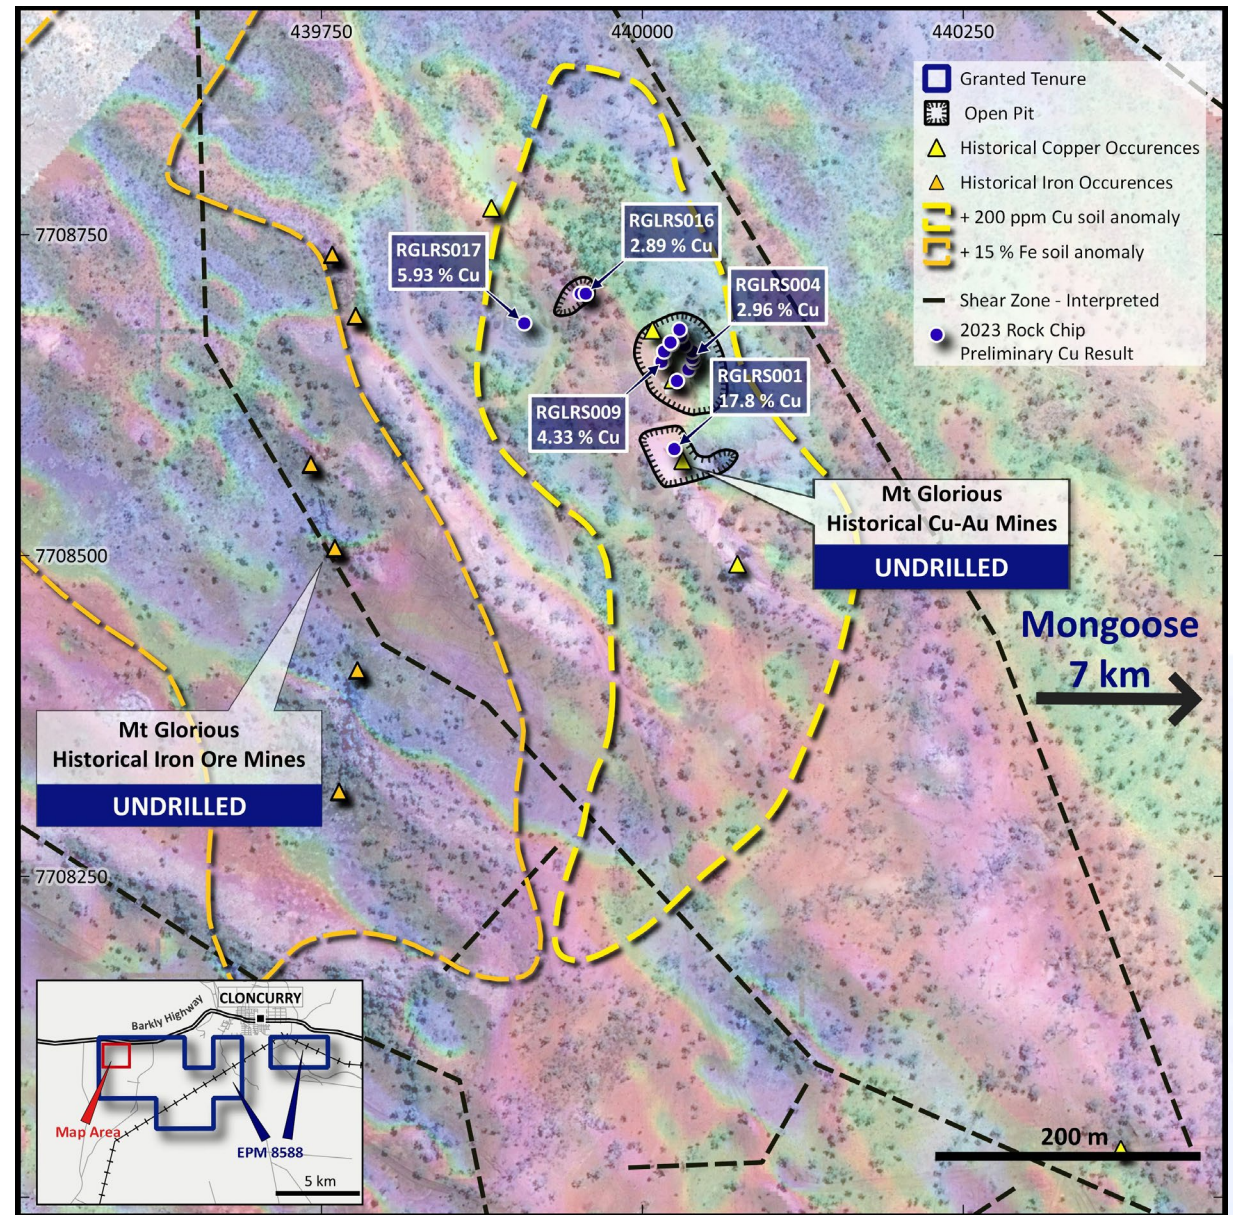 439750
440000
440250
Granted Tenure
Open Pit
Historical Copper Occurences
Historical Iron Occurences
+ 200 ppm Cu soil anomaly
+ 15 % Fe soil anomaly
Shear Zone - Interpreted
2023 Rock Chip
Preliminary Cu Result
7708750
RGLRS017
5.93 % Cu
RGLRS016
2.89 % Cu
RGLRS004
2.96 % Cu
RGLRS001
17.8 % Cu
RGLRS009
4.33 % Cu
Mt Glorious
Historical Cu-Au Mines
UNDRILLED
7708500
Mongoose
7 km
Mt Glorious
Historical Iron Ore Mines
UNDRILLED
7708250
CLONCURRY
Barkly Highway
Map Area
EPM 8588
5 km
200 m